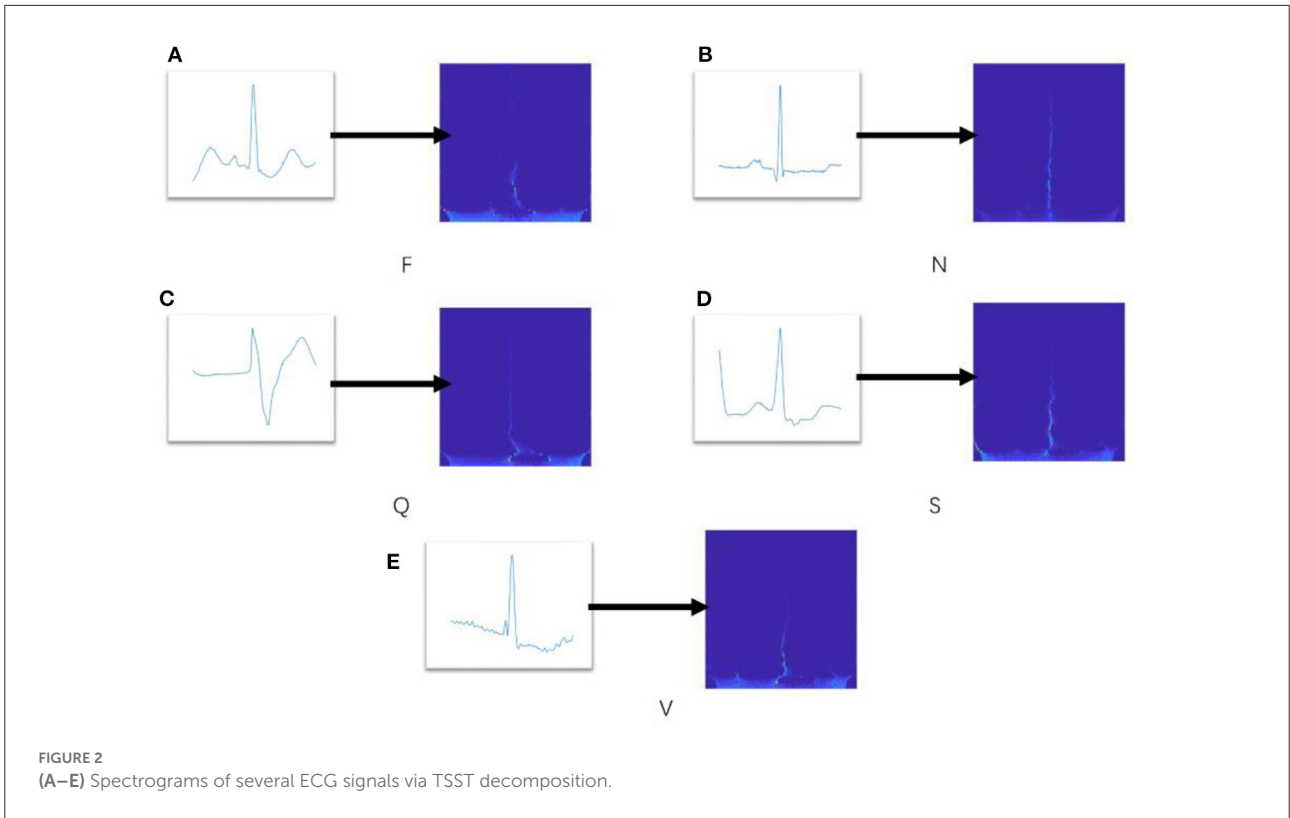 A
B
F
N
C
D
Q
S
E
V
FIGURE 2
(A–E) Spectrograms of several ECG signals via TSST decomposition.